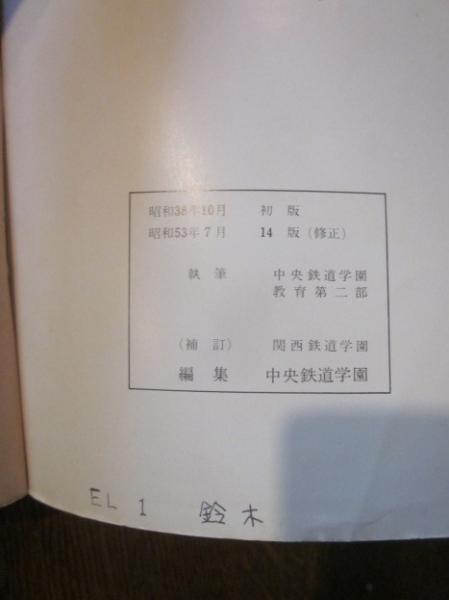 昭和38年10月 初版
昭和53年7月 14版(修正)
執筆 中央鉄道学園
教育第二部
(補訂) 関西鉄道学園
編集 中央鉄道学園
EL 1 鈴木